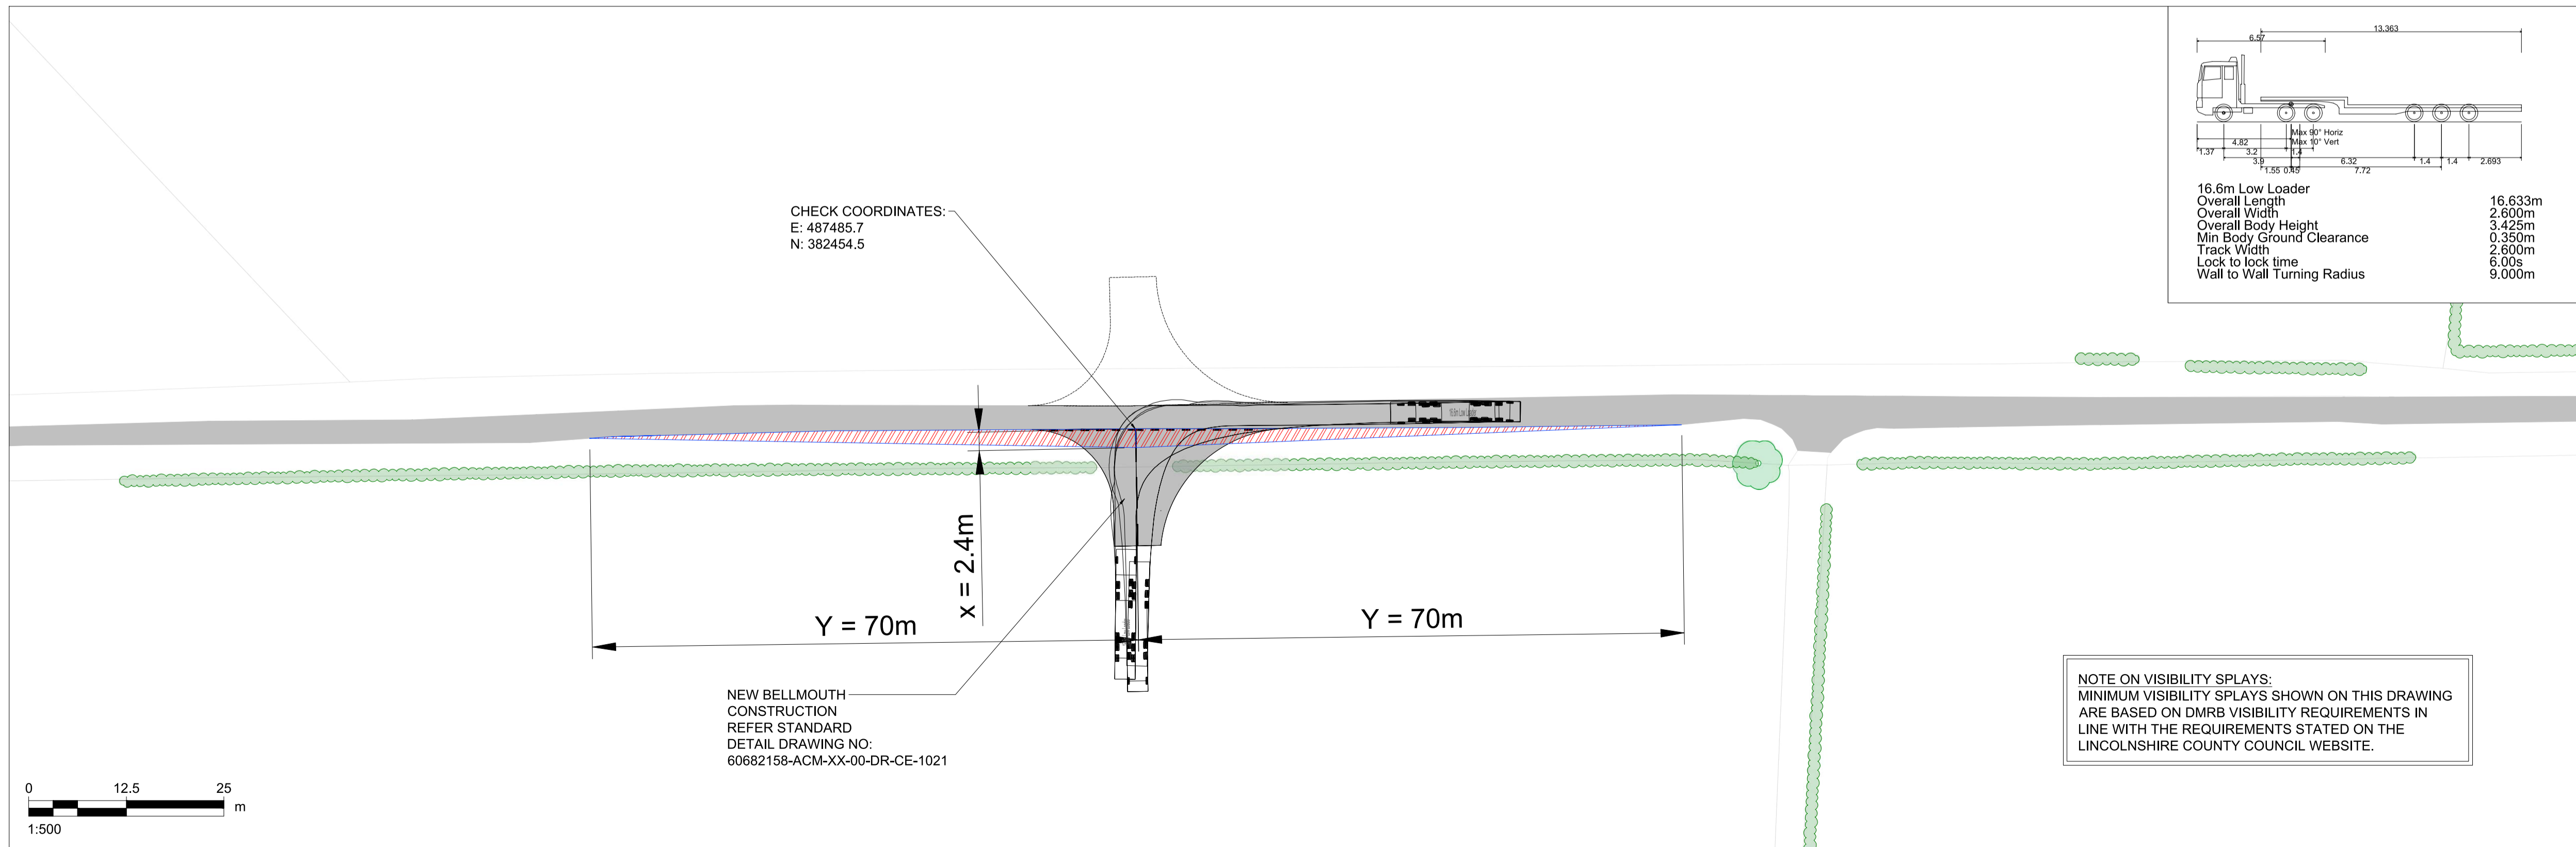 13.363
6.57
Max 90° Horiz
4.82
Max 10° Vert
1.37
3.2
1.4
3.9
6.32
1.4
1.4
2.693
1.55
0.45
7.72
16.6m Low Loader
Overall Length 16.633m
Overall Width 2.600m
Overall Body Height 3.425m
Min Body Ground Clearance 0.350m
Track Width 2.600m
Lock to lock time 6.00s
Wall to Wall Turning Radius 9.000m
CHECK COORDINATES:
E: 487485.7
N: 382454.5
16.6m Low Loader
x = 2.4m
Y = 70m
Y = 70m
NEW BELLMOUTH
CONSTRUCTION
REFER STANDARD
DETAIL DRAWING NO:
60682158-ACM-XX-00-DR-CE-1021
NOTE ON VISIBILITY SPLAYS:
MINIMUM VISIBILITY SPLAYS SHOWN ON THIS DRAWING
ARE BASED ON DMRB VISIBILITY REQUIREMENTS IN
LINE WITH THE REQUIREMENTS STATED ON THE
LINCOLNSHIRE COUNTY COUNCIL WEBSITE.
0 12.5 25
m
1:500